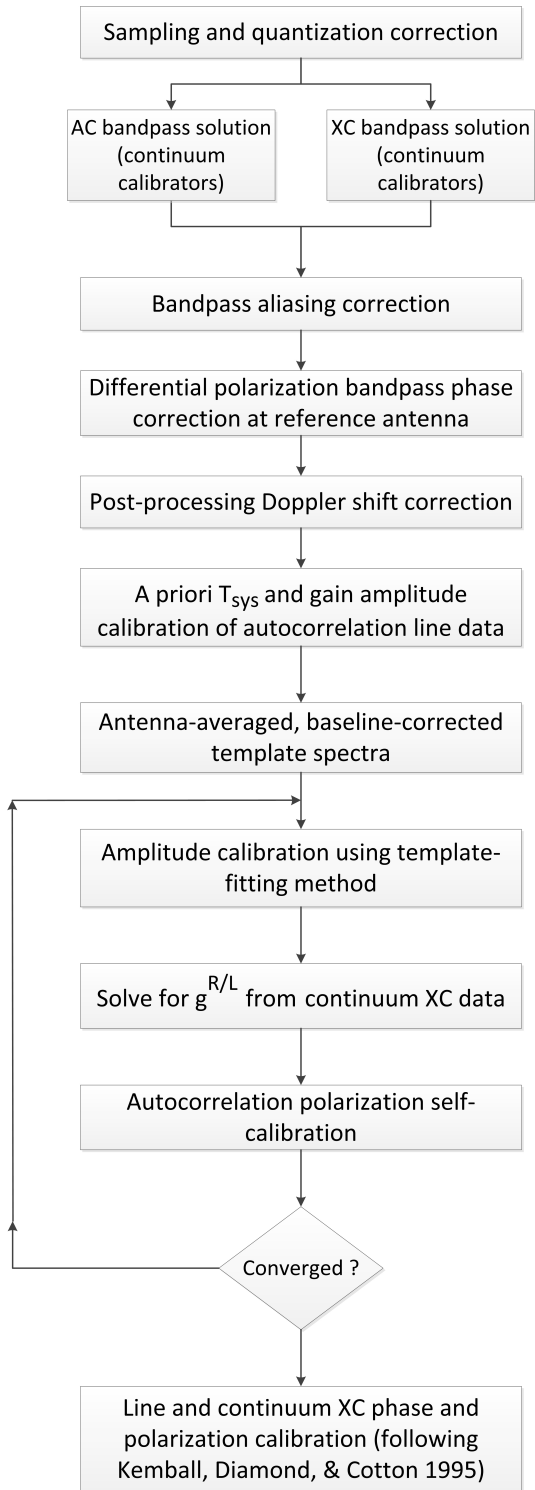 Sampling and quantization correction
AC bandpass solution
(continuum
calibrators)
XC bandpass solution
(continuum
calibrators)
Bandpass aliasing correction
Differential polarization bandpass phase
correction at reference antenna
Post-processing Doppler shift correction
A priori Tsys and gain amplitude
calibration of autocorrelation line data
Antenna-averaged, baseline-corrected
template spectra
Amplitude calibration using template-
fitting method
Solve for g^R/L from continuum XC data
Autocorrelation polarization self-
calibration
Converged ?
Line and continuum XC phase and
polarization calibration (following
Kemball, Diamond, & Cotton 1995)